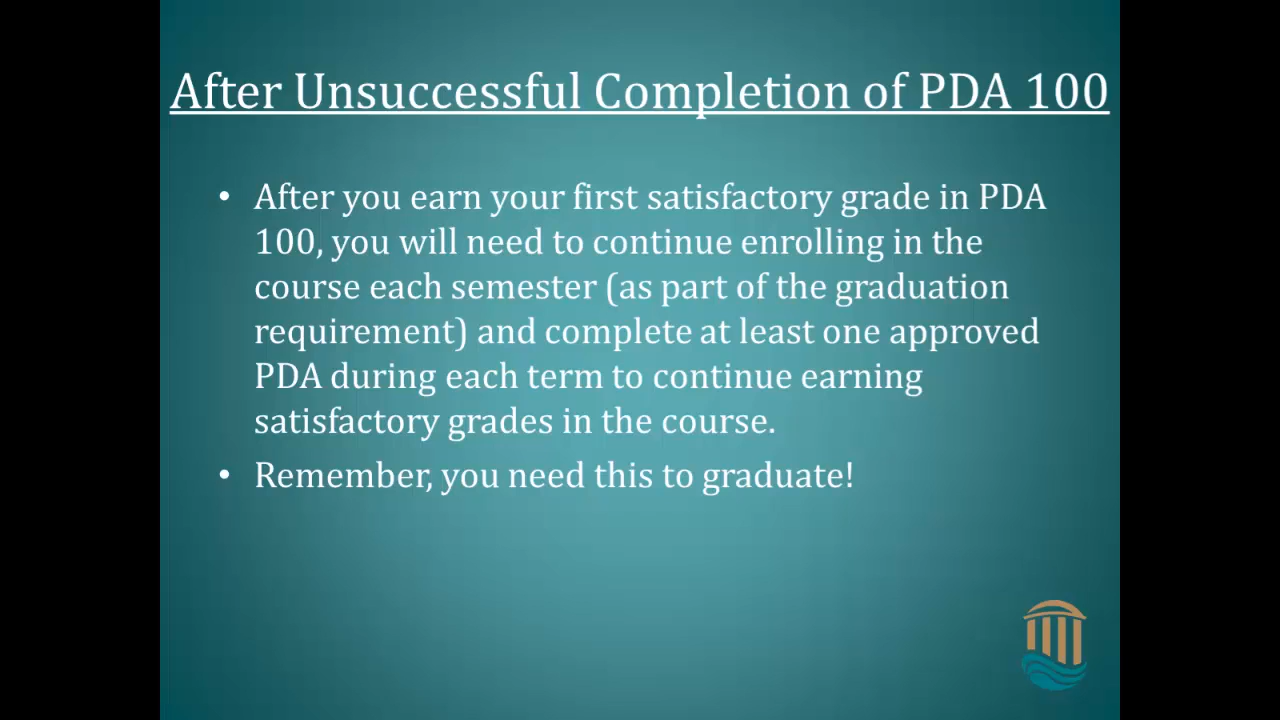 After Unsuccessful Completion of PDA 100
• After you earn your first satisfactory grade in PDA
100, you will need to continue enrolling in the
course each semester (as part of the graduation
requirement) and complete at least one approved
PDA during each term to continue earning
satisfactory grades in the course.
• Remember, you need this to graduate!